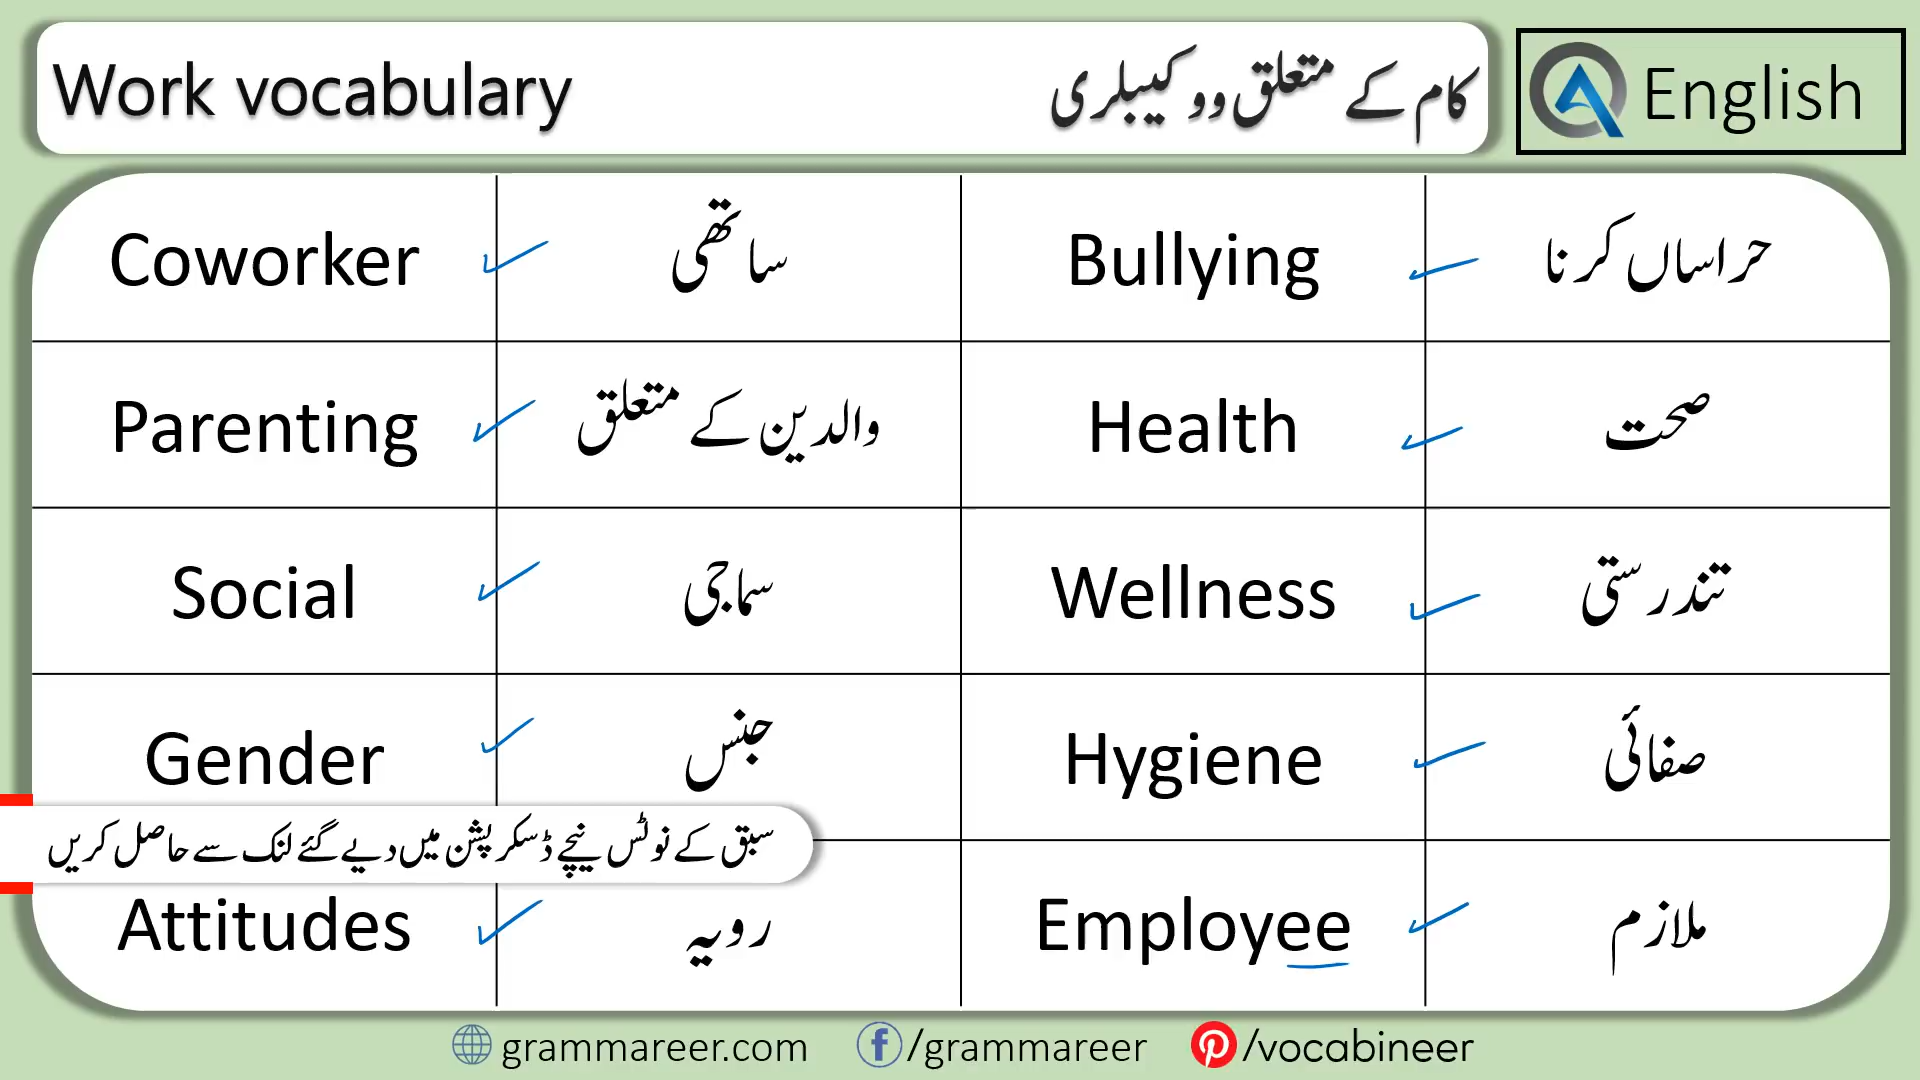 Work vocabulary کام کے متعلق ووکیبلری
English
Coworker ساتھی Bullying حراساں کرنا
Parenting والدین کے متعلق Health صحت
Social سماجی Wellness تندرستی
Gender جنس Hygiene صفائی
سبق کے نوٹس نیچے ڈسکرپشن میں دیے گئے لنک سے حاصل کریں
Attitudes رویہ Employee ملازم
grammareer.com /grammareer /vocabineer